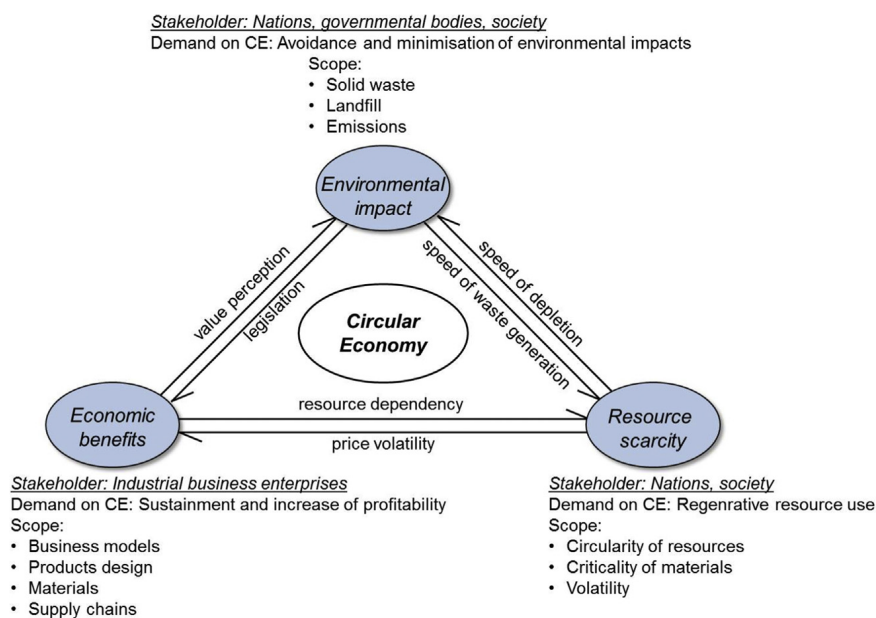 Stakeholder: Nations, governmental bodies, society
Demand on CE: Avoidance and minimisation of environmental impacts
Scope:
• Solid waste
• Landfill
• Emissions
Environmental
impact
value perception
legislation
speed of waste generation
speed of depletion
Circular
Economy
Economic
benefits
resource dependency
price volatility
Resource
scarcity
Stakeholder: Industrial business enterprises
Demand on CE: Sustainment and increase of profitability
Scope:
• Business models
• Products design
• Materials
• Supply chains
Stakeholder: Nations, society
Demand on CE: Regenrative resource use
Scope:
• Circularity of resources
• Criticality of materials
• Volatility